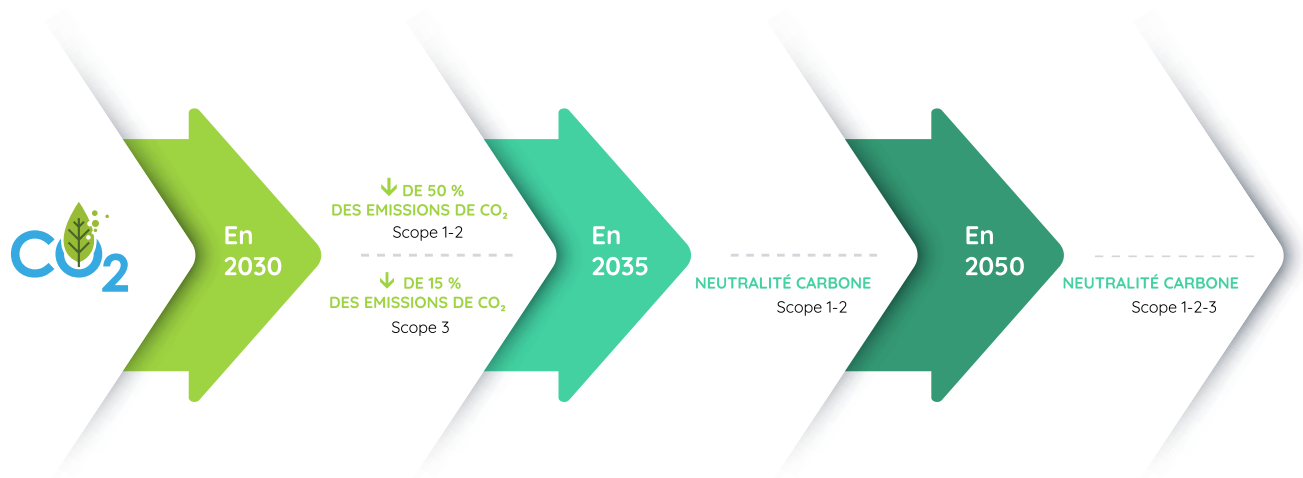 CO2
En
2030
↓ DE 50 %
DES EMISSIONS DE CO₂
Scope 1-2
↓ DE 15 %
DES EMISSIONS DE CO₂
Scope 3
En
2035
NEUTRALITÉ CARBONE
Scope 1-2
En
2050
NEUTRALITÉ CARBONE
Scope 1-2-3